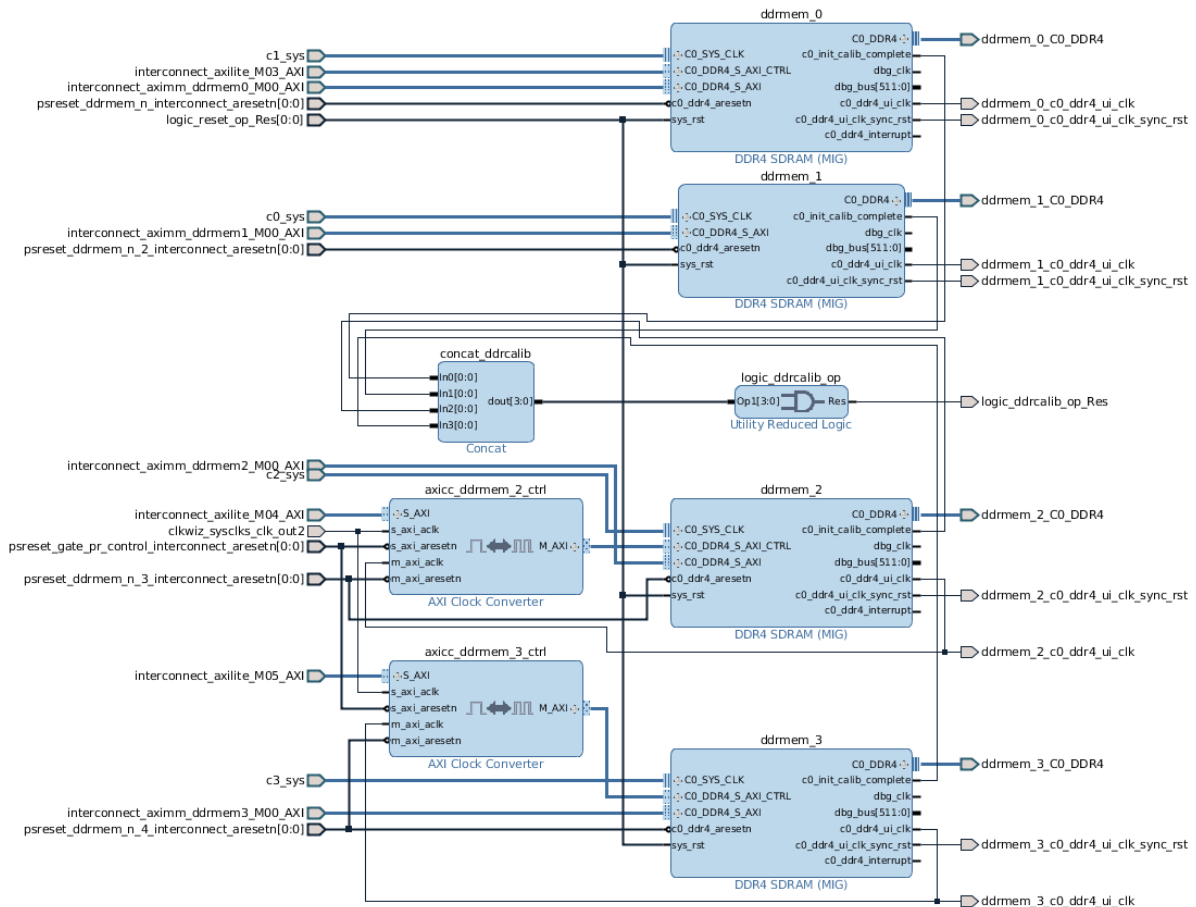 ddrmem_0
c1_sys
interconnect_axilite_M03_AXI
interconnect_aximm_ddrmem0_M00_AXI
psreset_ddrmem_n_interconnect_aresetn[0:0]
logic_reset_op_Res[0:0]
C0_SYS_CLK
C0_DDR4_S_AXI_CTRL
C0_DDR4_S_AXI
c0_ddr4_aresetn
sys_rst
C0_DDR4
c0_init_calib_complete
dbg_clk
dbg_bus[511:0]
c0_ddr4_ui_clk
c0_ddr4_ui_clk_sync_rst
c0_ddr4_interrupt
ddrmem_0_C0_DDR4
ddrmem_0_c0_ddr4_ui_clk
ddrmem_0_c0_ddr4_ui_clk_sync_rst
DDR4 SDRAM (MIG)
ddrmem_1
c0_sys
interconnect_aximm_ddrmem1_M00_AXI
psreset_ddrmem_n_2_interconnect_aresetn[0:0]
C0_SYS_CLK
C0_DDR4_S_AXI
c0_ddr4_aresetn
sys_rst
C0_DDR4
c0_init_calib_complete
dbg_clk
dbg_bus[511:0]
c0_ddr4_ui_clk
c0_ddr4_ui_clk_sync_rst
ddrmem_1_C0_DDR4
ddrmem_1_c0_ddr4_ui_clk
ddrmem_1_c0_ddr4_ui_clk_sync_rst
DDR4 SDRAM (MIG)
concat_ddrcalib
In0[0:0]
In1[0:0]
In2[0:0]
In3[0:0]
dout[3:0]
Concat
logic_ddrcalib_op
Op1[3:0]
Res
Utility Reduced Logic
logic_ddrcalib_op_Res
interconnect_aximm_ddrmem2_M00_AXI
c2_sys
interconnect_axilite_M04_AXI
clkwiz_sysclks_clk_out2
psreset_gate_pr_control_interconnect_aresetn[0:0]
psreset_ddrmem_n_3_interconnect_aresetn[0:0]
axicc_ddrmem_2_ctrl
S_AXI
s_axi_aclk
s_axi_aresetn
m_axi_aclk
m_axi_aresetn
M_AXI
AXI Clock Converter
ddrmem_2
C0_SYS_CLK
C0_DDR4_S_AXI_CTRL
C0_DDR4_S_AXI
c0_ddr4_aresetn
sys_rst
C0_DDR4
c0_init_calib_complete
dbg_clk
dbg_bus[511:0]
c0_ddr4_ui_clk
c0_ddr4_ui_clk_sync_rst
c0_ddr4_interrupt
ddrmem_2_C0_DDR4
ddrmem_2_c0_ddr4_ui_clk_sync_rst
ddrmem_2_c0_ddr4_ui_clk
DDR4 SDRAM (MIG)
interconnect_axilite_M05_AXI
axicc_ddrmem_3_ctrl
S_AXI
s_axi_aclk
s_axi_aresetn
m_axi_aclk
m_axi_aresetn
M_AXI
AXI Clock Converter
c3_sys
interconnect_aximm_ddrmem3_M00_AXI
psreset_ddrmem_n_4_interconnect_aresetn[0:0]
ddrmem_3
C0_SYS_CLK
C0_DDR4_S_AXI_CTRL
C0_DDR4_S_AXI
c0_ddr4_aresetn
sys_rst
C0_DDR4
c0_init_calib_complete
dbg_clk
dbg_bus[511:0]
c0_ddr4_ui_clk
c0_ddr4_ui_clk_sync_rst
c0_ddr4_interrupt
ddrmem_3_C0_DDR4
ddrmem_3_c0_ddr4_ui_clk_sync_rst
ddrmem_3_c0_ddr4_ui_clk
DDR4 SDRAM (MIG)